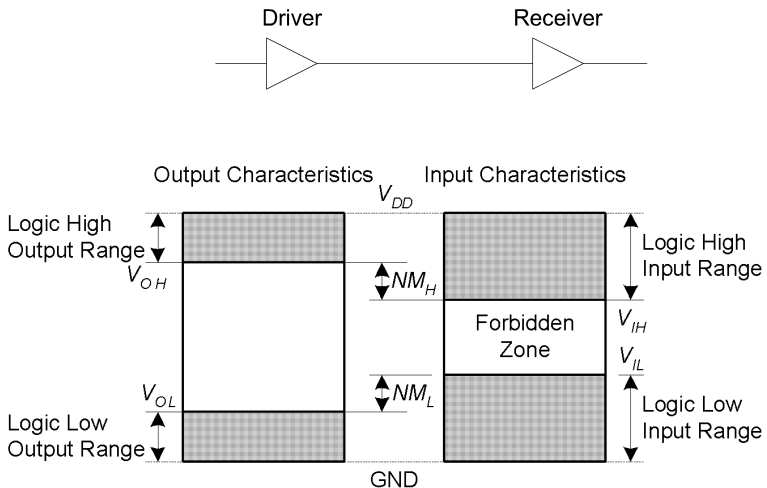 Driver
Receiver
Output Characteristics
Input Characteristics
VDD
Logic High
Output Range
Logic High
Input Range
VOH
NMH
Forbidden
Zone
VIH
VIL
VOL
NML
Logic Low
Output Range
Logic Low
Input Range
GND